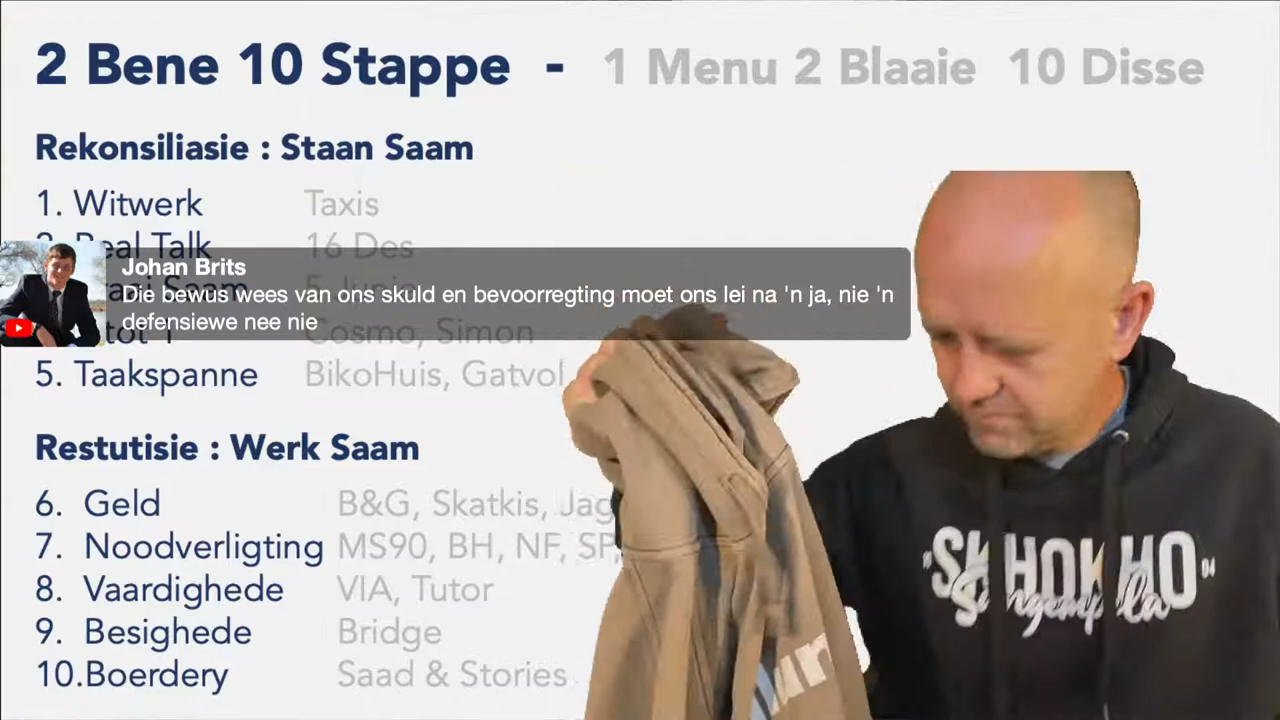 2 Bene 10 Stappe - 1 Menu 2 Blaaie 10 Disse
Rekonsiliasie : Staan Saam
1. Witwerk Taxis
Real Talk 16 Des
Johan Brits
Die bewus wees van ons skuld en bevoorregting moet ons lei na 'n ja, nie 'n
defensiewe nee nie
Cosmo, Simon
5. Taakspanne BikoHuis, Gatvol
Restutisie : Werk Saam
6. Geld B&G, Skatkis,
7. Noodverligting MS90, BH, NF,
8. Vaardighede VIA, Tutor
9. Besighede Bridge
10.Boerdery Saad & Stories